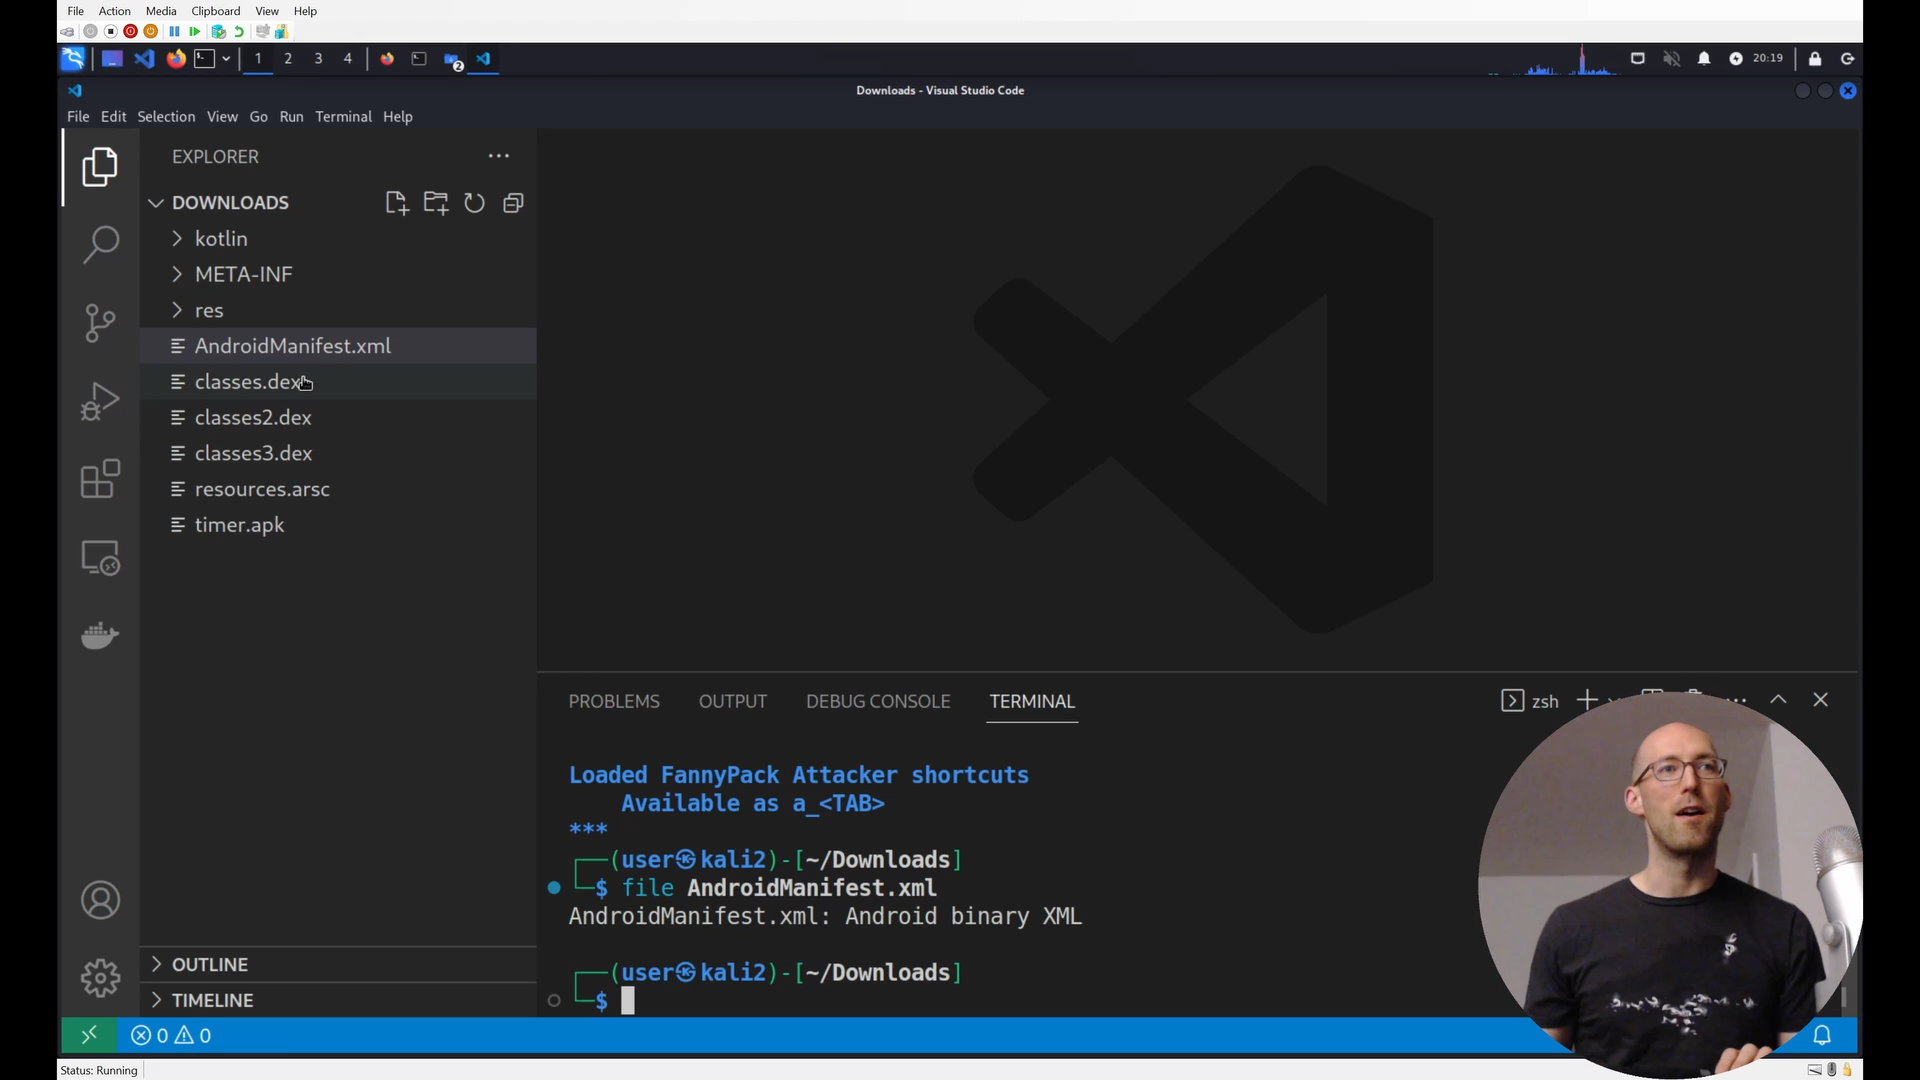 File Action Media Clipboard View Help
1 2 3 4
2
20:19
Downloads - Visual Studio Code
File Edit Selection View Go Run Terminal Help
EXPLORER
DOWNLOADS
kotlin
META-INF
res
AndroidManifest.xml
classes.dex
classes2.dex
classes3.dex
resources.arsc
timer.apk
OUTLINE
TIMELINE
PROBLEMS OUTPUT DEBUG CONSOLE TERMINAL
zsh
Loaded FannyPack Attacker shortcuts
Available as a_<TAB>
***
(user㉿kali2)-[~/Downloads]
$ file AndroidManifest.xml
AndroidManifest.xml: Android binary XML
(user㉿kali2)-[~/Downloads]
$
0 0
Status: Running